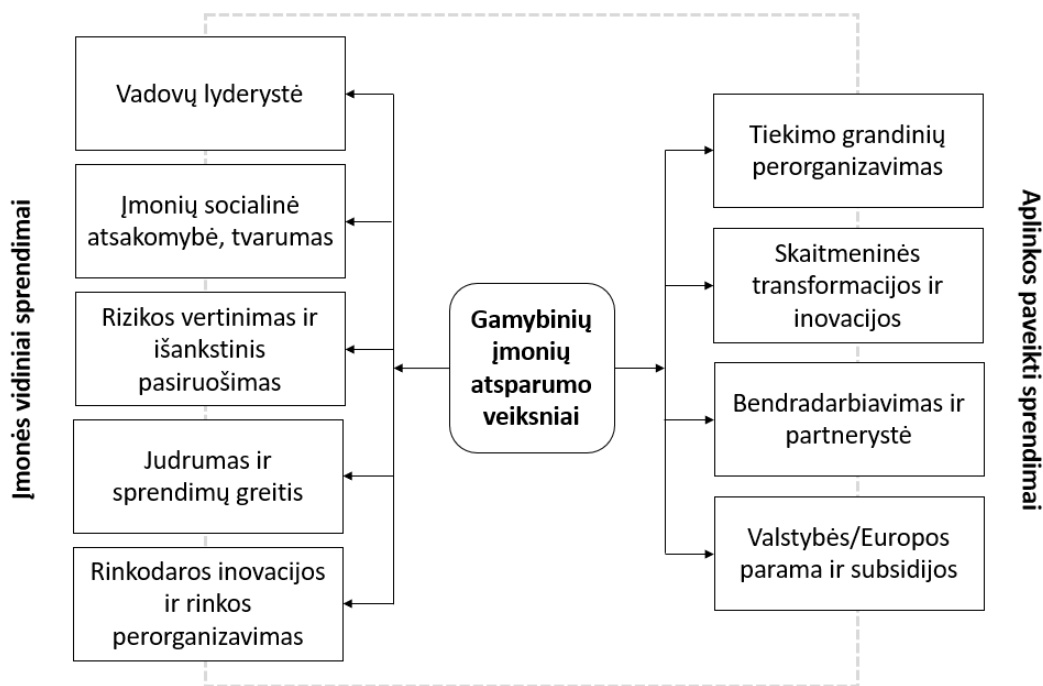 Įmonės vidiniai sprendimai
Vadovų lyderystė
Įmonių socialinė
atsakomybė, tvarumas
Rizikos vertinimas ir
išankstinis
pasiruošimas
Judrumas ir
sprendimų greitis
Rinkodaros inovacijos
ir rinkos
perorganizavimas
Gamybinių
įmonių
atsparumo
veiksniai
Tiekimo grandinių
perorganizavimas
Skaitmeninės
transformacijos ir
inovacijos
Bendradarbiavimas ir
partnerystė
Valstybės/Europos
parama ir subsidijos
Aplinkos paveikti sprendimai